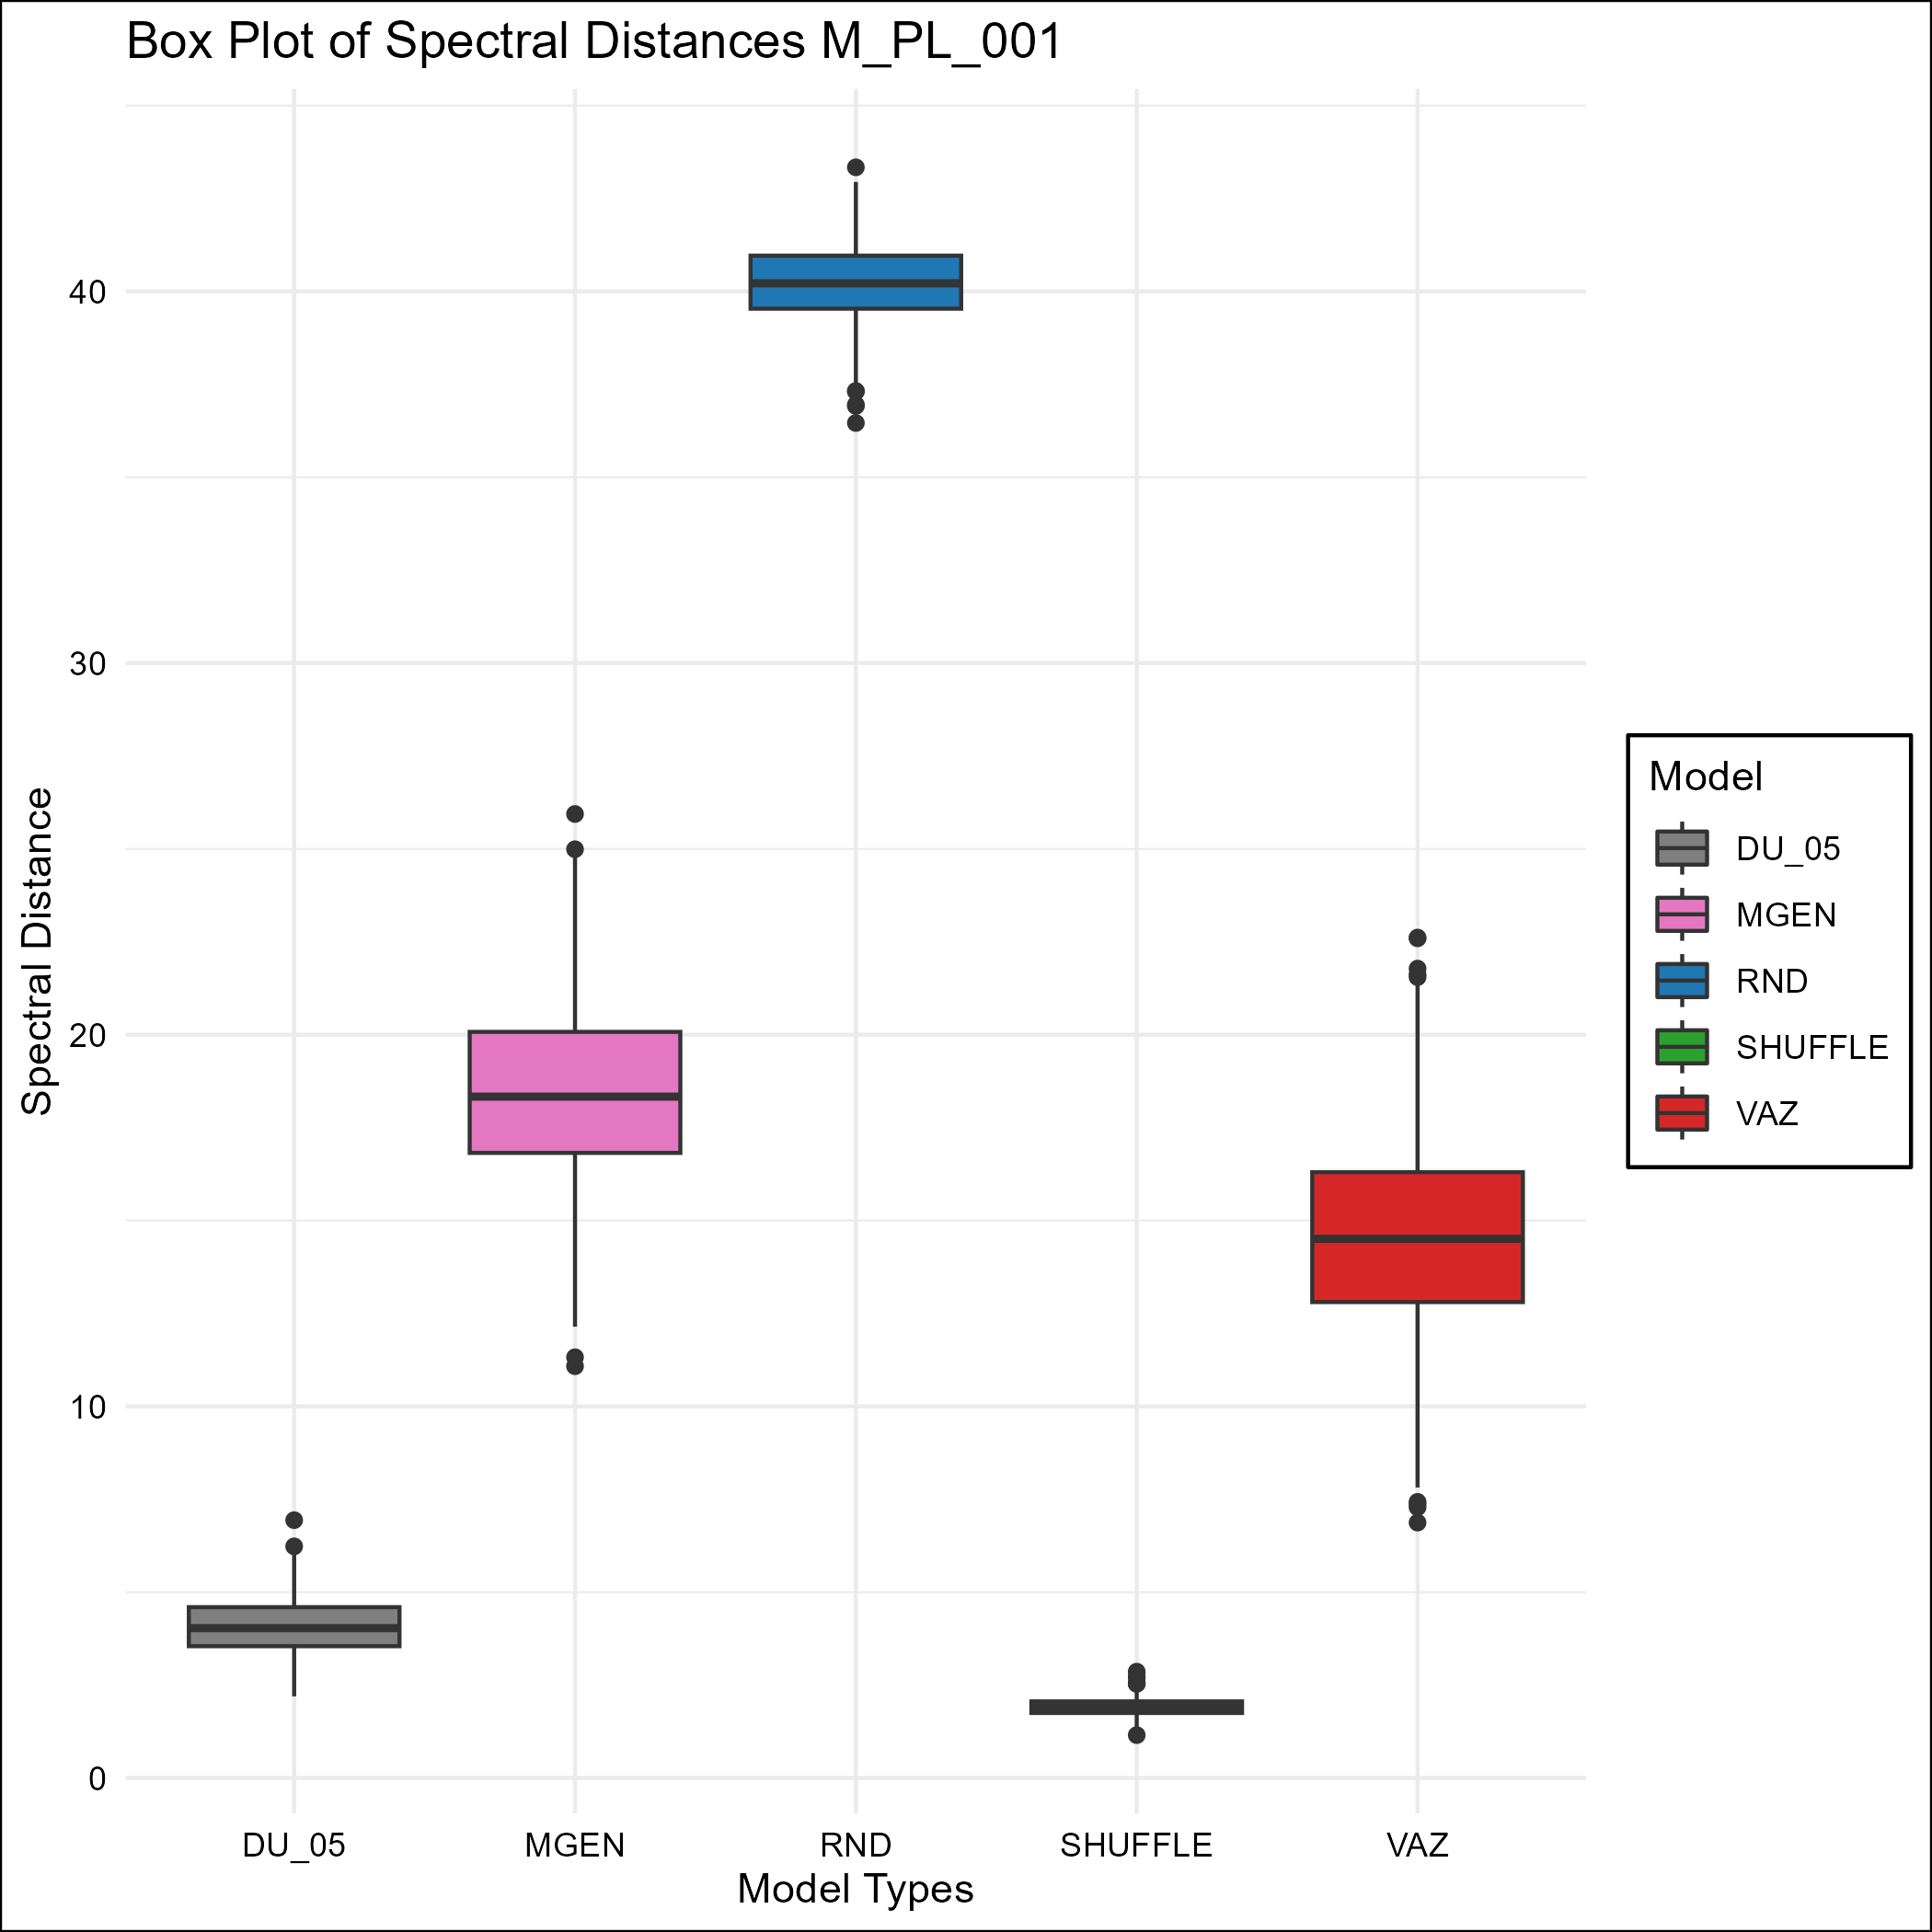 Box Plot of Spectral Distances M_PL_001
Spectral Distance
40
30
20
10
0
DU_05
MGEN
RND
SHUFFLE
VAZ
Model Types
Model
DU_05
MGEN
RND
SHUFFLE
VAZ